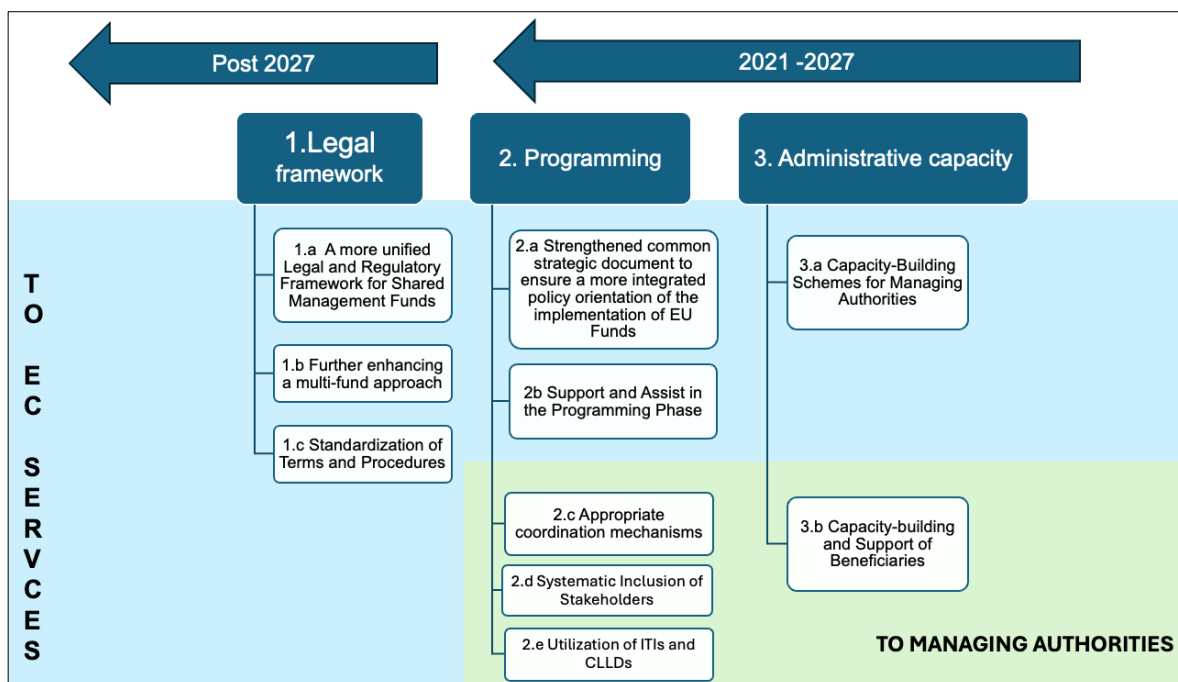 Post 2027
2021 -2027
1.Legal
framework
2. Programming
3. Administrative capacity
TO EC SERVCES
1.a A more unified
Legal and Regulatory
Framework for Shared
Management Funds
1.b Further enhancing
a multi-fund approach
1.c Standardization of
Terms and Procedures
2.a Strengthened common
strategic document to
ensure a more integrated
policy orientation of the
implementation of EU
Funds
2b Support and Assist in
the Programming Phase
2.c Appropriate
coordination mechanisms
2.d Systematic Inclusion of
Stakeholders
2.e Utilization of ITIs and
CLLDs
3.a Capacity-Building
Schemes for Managing
Authorities
3.b Capacity-building
and Support of
Beneficiaries
TO MANAGING AUTHORITIES